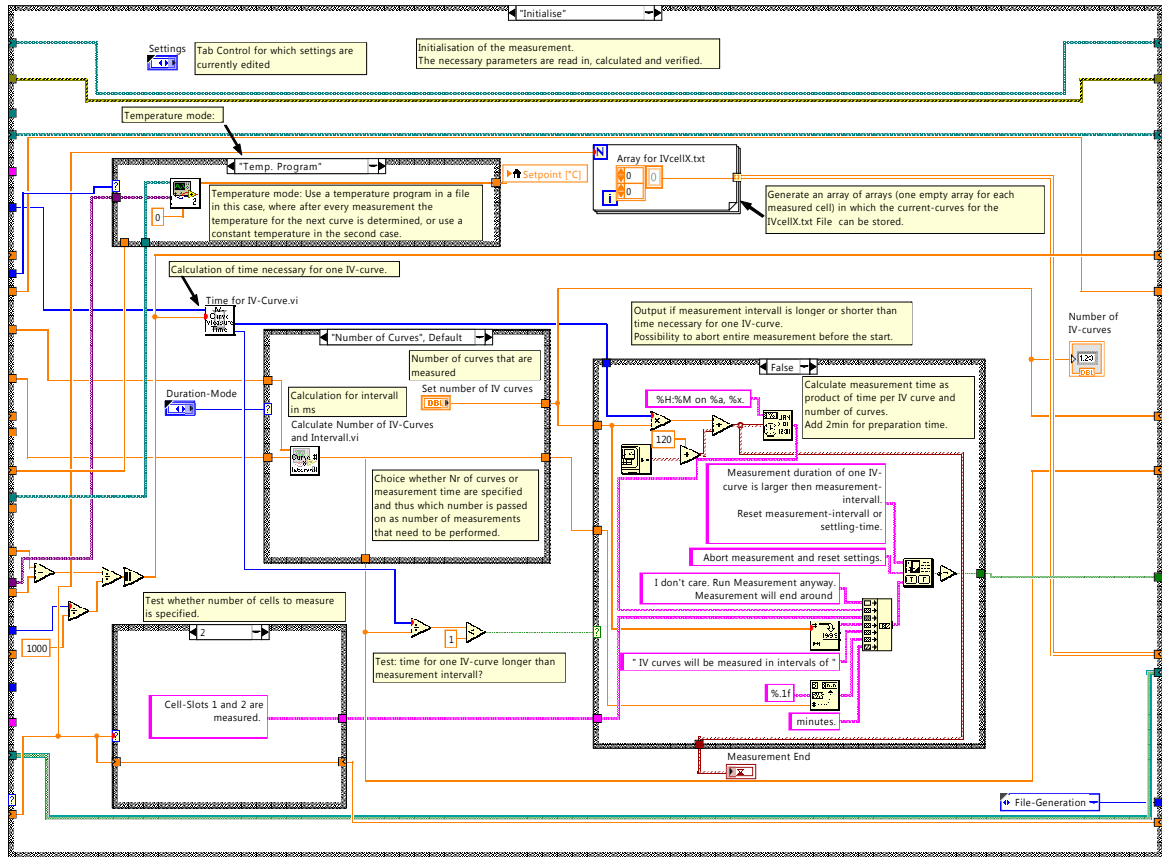 "Initialise"
Settings
Tab Control for which settings are
currently edited
Initialisation of the measurement.
The necessary parameters are read in, calculated and verified.
Temperature mode:
"Temp. Program"
Temperature mode: Use a temperature program in a file
in this case, where after every measurement the
temperature for the next curve is determined, or use a
constant temperature in the second case.
0
Setpoint [°C]
N
i
Array for IVcellX.txt
0
0
0
Generate an array of arrays (one empty array for each
measured cell) in which the current-curves for the
IVcellX.txt File can be stored.
Calculation of time necessary for one IV-curve.
Time for IV-Curve.vi
"Number of Curves", Default
Number of curves that are
measured
Duration-Mode
Calculation for intervall
in ms
Set number of IV curves
DBL
Calculate Number of IV-Curves
and Intervall.vi
Choice whether Nr of curves or
measurement time are specified
and thus which number is passed
on as number of measurements
that need to be performed.
Output if measurement intervall is longer or shorter than
time necessary for one IV-curve.
Possibility to abort entire measurement before the start.
Number of
IV-curves
1.23
DBL
False
Calculate measurement time as
product of time per IV curve and
number of curves.
Add 2min for preparation time.
%H:%M on %a, %x.
120
Measurement duration of one IV-
curve is larger then measurement-
intervall.
Reset measurement-intervall or
settling-time.
Abort measurement and reset settings.
I don't care. Run Measurement anyway.
Measurement will end around
" IV curves will be measured in intervals of "
%.1f
minutes.
Measurement End
1000
Test whether number of cells to measure
is specified.
2
Cell-Slots 1 and 2 are
measured.
1
Test: time for one IV-curve longer than
measurement intervall?
File-Generation